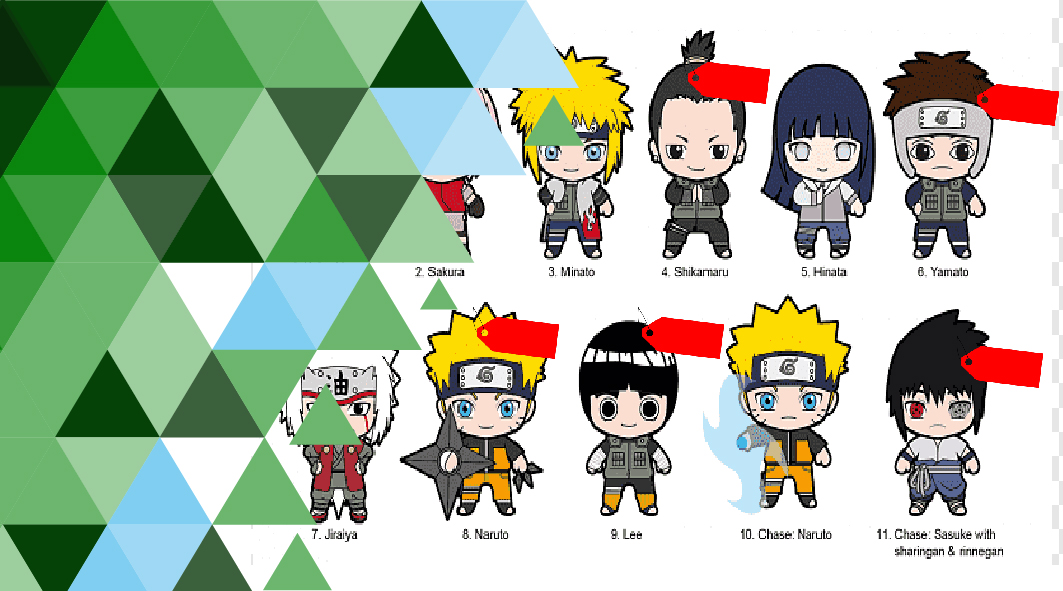 2. Sakura
3. Minato
4. Shikamaru
5. Hinata
6. Yamato
7. Jiraiya
8. Naruto
9. Lee
10. Chase: Naruto
11. Chase: Sasuke with
sharingan & rinnegan